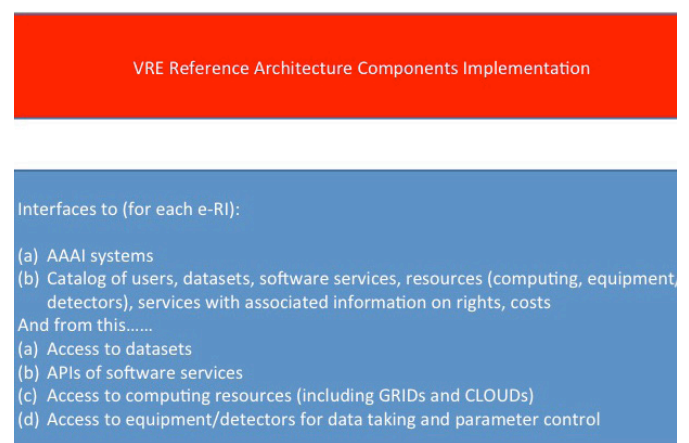 VRE Reference Architecture Components Implementation
Interfaces to (for each e-RI):
(a) AAAI systems
(b) Catalog of users, datasets, software services, resources (computing, equipment/
detectors), services with associated information on rights, costs
And from this......
(a) Access to datasets
(b) APIs of software services
(c) Access to computing resources (including GRIDs and CLOUDs)
(d) Access to equipment/detectors for data taking and parameter control